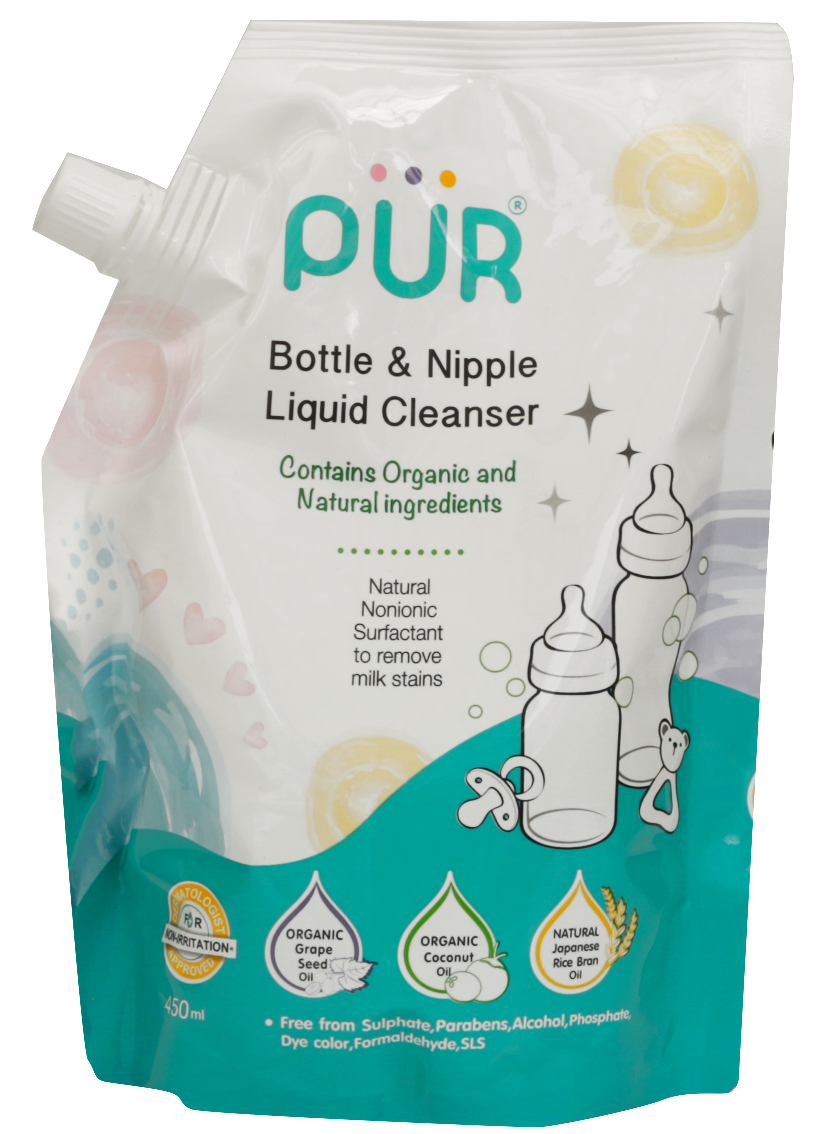 PUR®
Bottle & Nipple
Liquid Cleanser
Contains Organic and
Natural ingredients
Natural
Nonionic
Surfactant
to remove
milk stains
DERMATOLOGIST
PUR
NON-IRRITATION
APPROVED
450ml
ORGANIC
Grape
Seed
Oil
ORGANIC
Coconut
Oil
NATURAL
Japanese
Rice Bran
Oil
• Free from Sulphate,Parabens,Alcohol,Phosphate,
Dye color,Formaldehyde,SLS